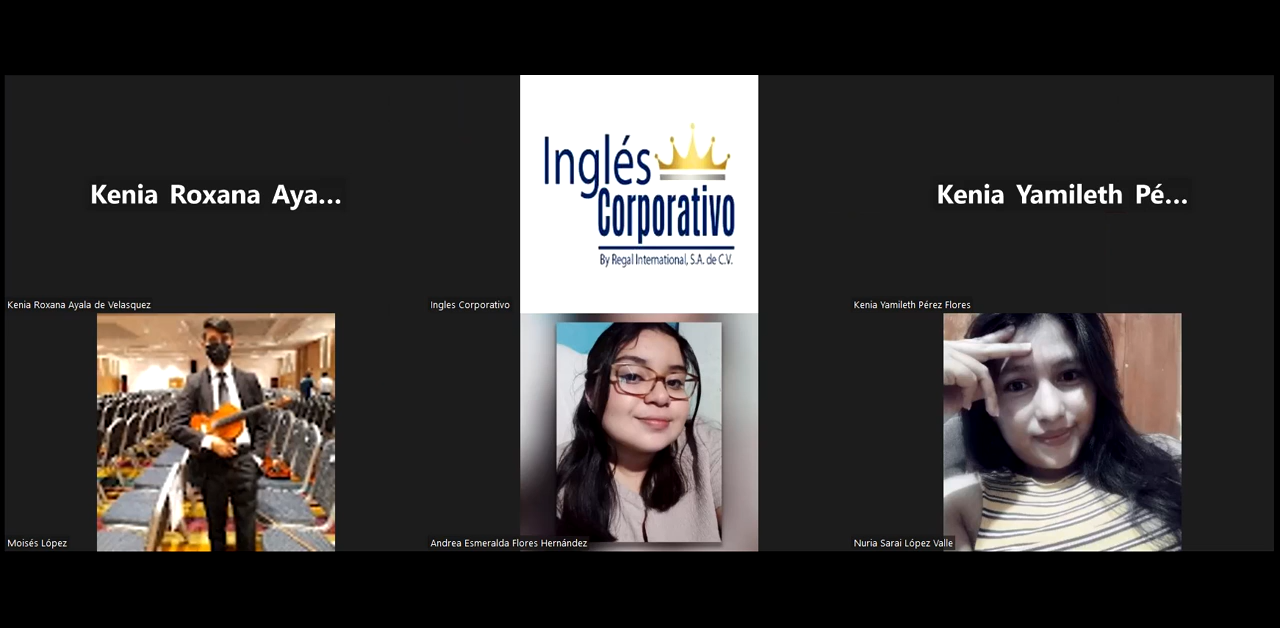 Kenia Roxana Aya...
Inglés
Corporativo
By Regal International, S.A. de C.V.
Kenia Yamileth Pé...
Kenia Roxana Ayala de Velasquez
Ingles Corporativo
Kenia Yamileth Pérez Flores
Moisés López
Andrea Esmeralda Flores Hernández
Nuria Sarai López Valle